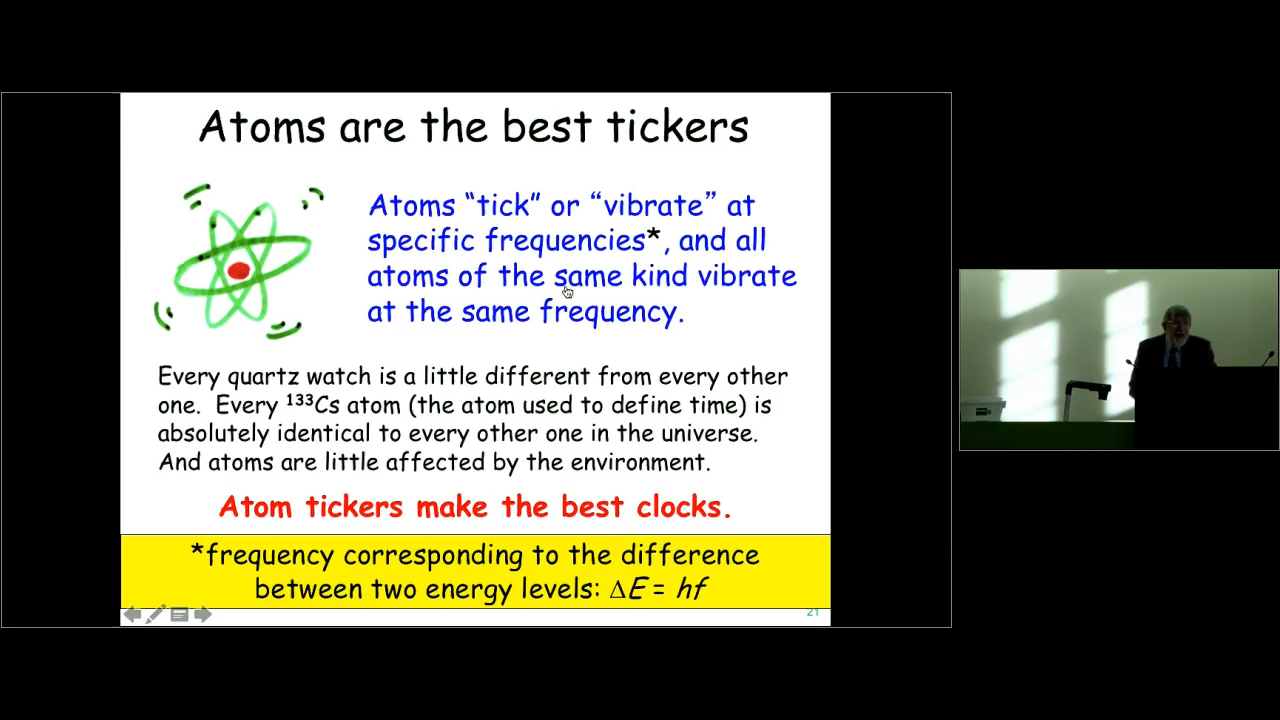 Atoms are the best tickers
Atoms “tick” or “vibrate” at
specific frequencies*, and all
atoms of the same kind vibrate
at the same frequency.
Every quartz watch is a little different from every other
one. Every ¹³³Cs atom (the atom used to define time) is
absolutely identical to every other one in the universe.
And atoms are little affected by the environment.
Atom tickers make the best clocks.
*frequency corresponding to the difference
between two energy levels: ΔE = hf
21